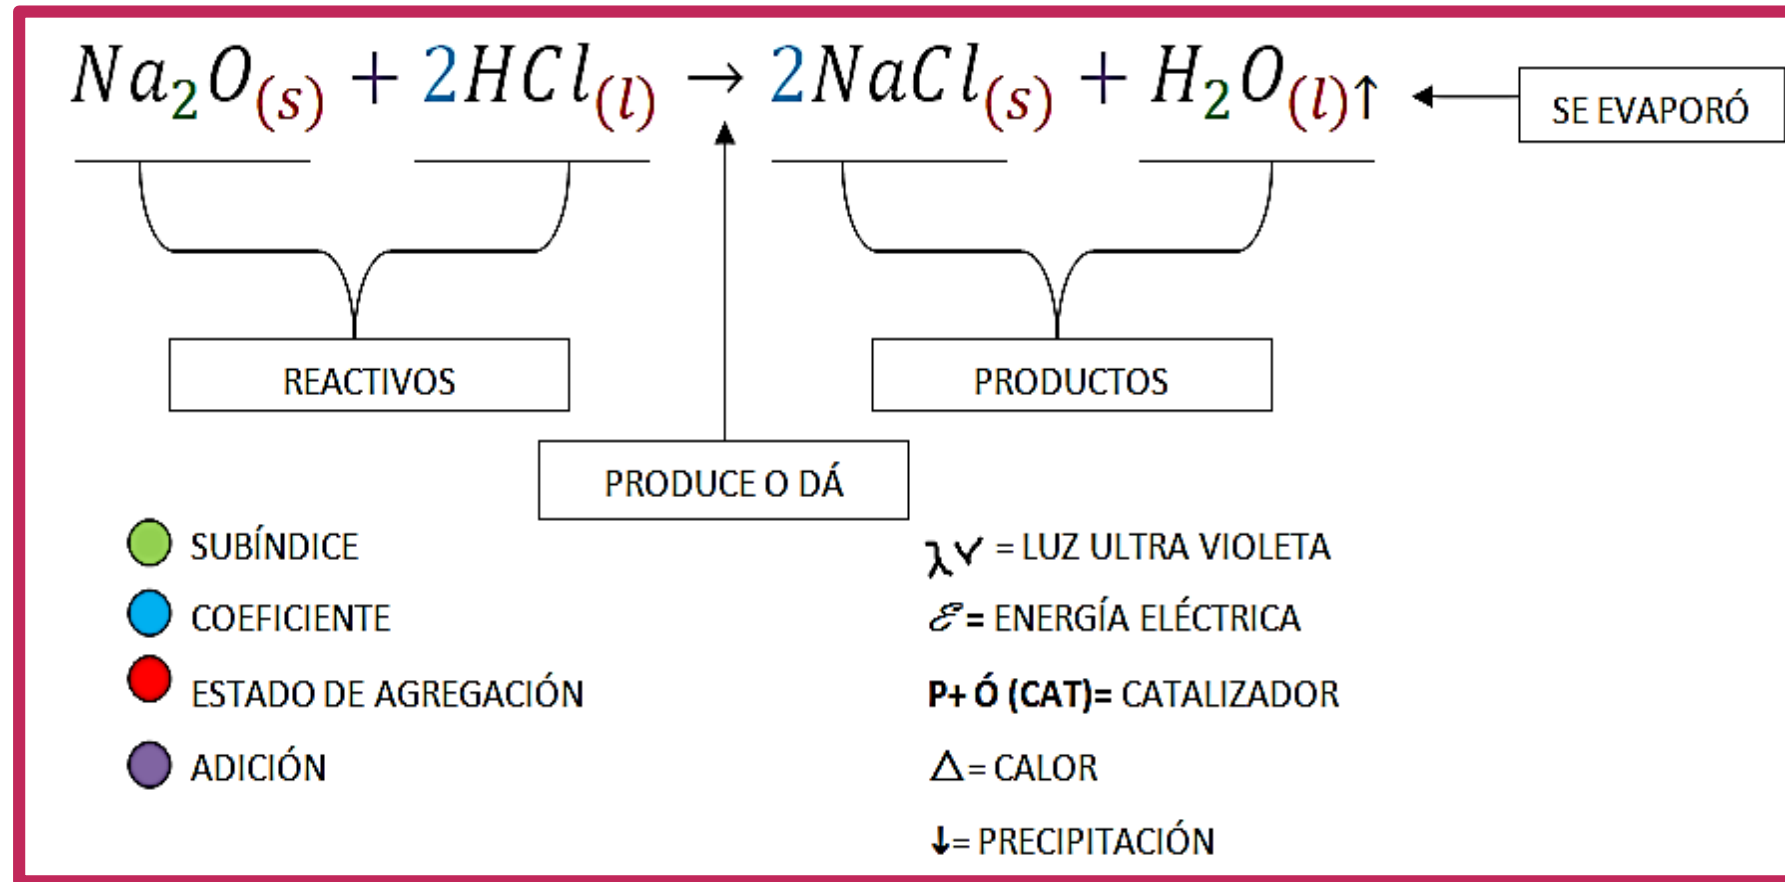 Na₂O(s) + 2HCl(l) → 2NaCl(s) + H₂O(l)↑
SE EVAPORÓ
REACTIVOS
PRODUCTOS
PRODUCE O DÁ
SUBÍNDICE
COEFICIENTE
ESTADO DE AGREGACIÓN
ADICIÓN
λν = LUZ ULTRA VIOLETA
ℰ= ENERGÍA ELÉCTRICA
P+ Ó (CAT)= CATALIZADOR
△= CALOR
↓= PRECIPITACIÓN